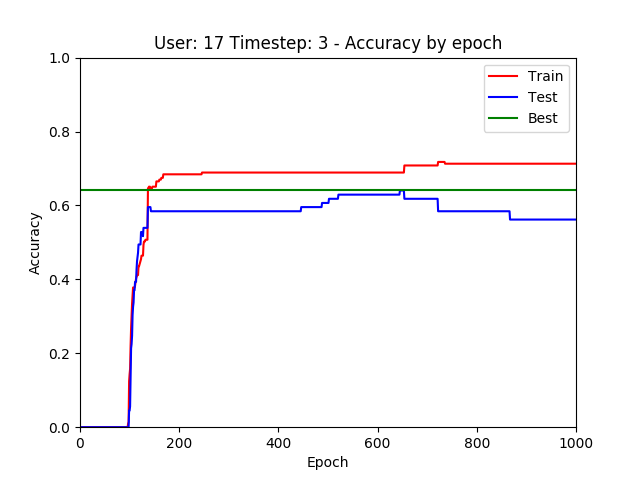 User: 17 Timestep: 3 - Accuracy by epoch
1.0
0.8
0.6
0.4
0.2
0.0
Accuracy
Train
Test
Best
0 200 400 600 800 1000
Epoch